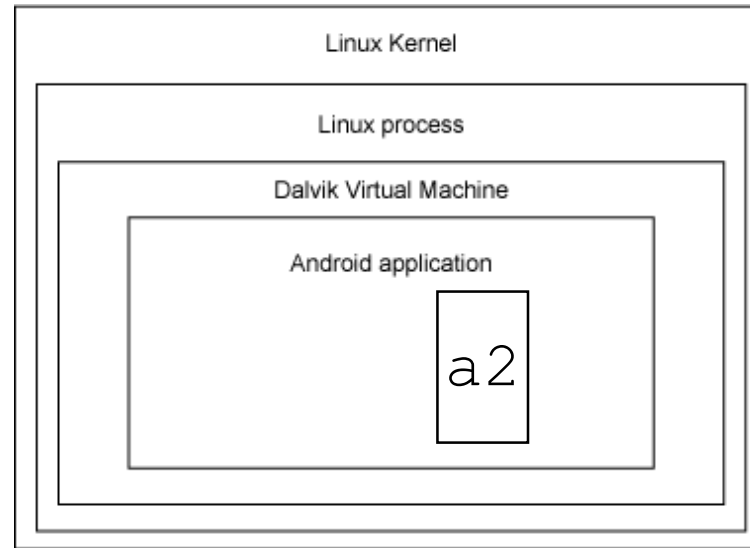 Linux Kernel
Linux process
Dalvik Virtual Machine
Android application
a2